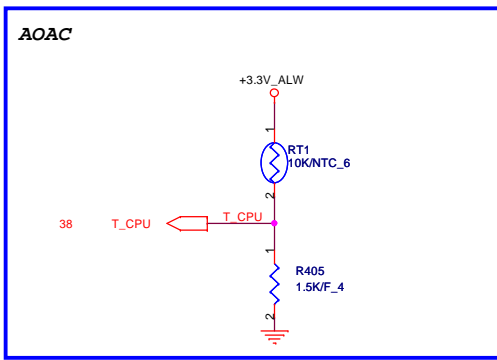 AOAC
+3.3V_ALW
1
RT1
10K/NTC_6
2
38 T_CPU T_CPU
1
R405
1.5K/F_4
2